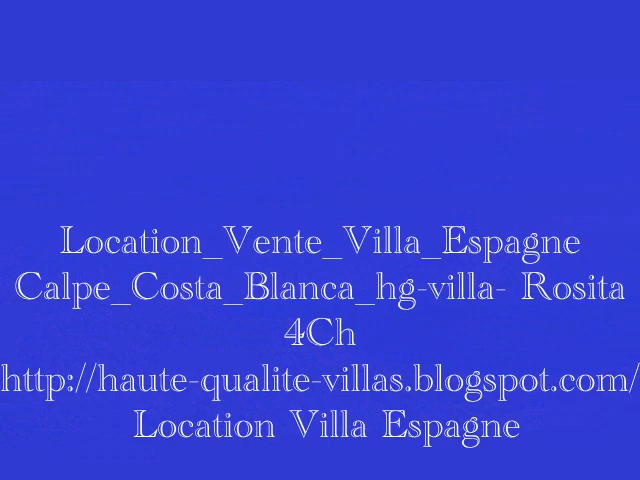 Location_Vente_Villa_Espagne
Calpe_Costa_Blanca_hg-villa- Rosita
4Ch
http://haute-qualite-villas.blogspot.com/
Location Villa Espagne